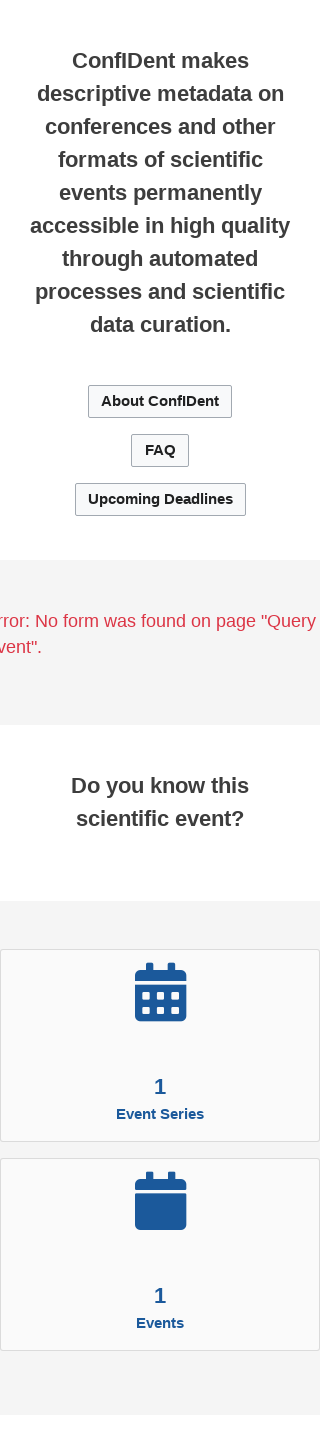 ConfIDent makes
descriptive metadata on
conferences and other
formats of scientific
events permanently
accessible in high quality
through automated
processes and scientific
data curation.
About ConfIDent
FAQ
Upcoming Deadlines
rror: No form was found on page "Query
vent".
Do you know this
scientific event?
1
Event Series
1
Events